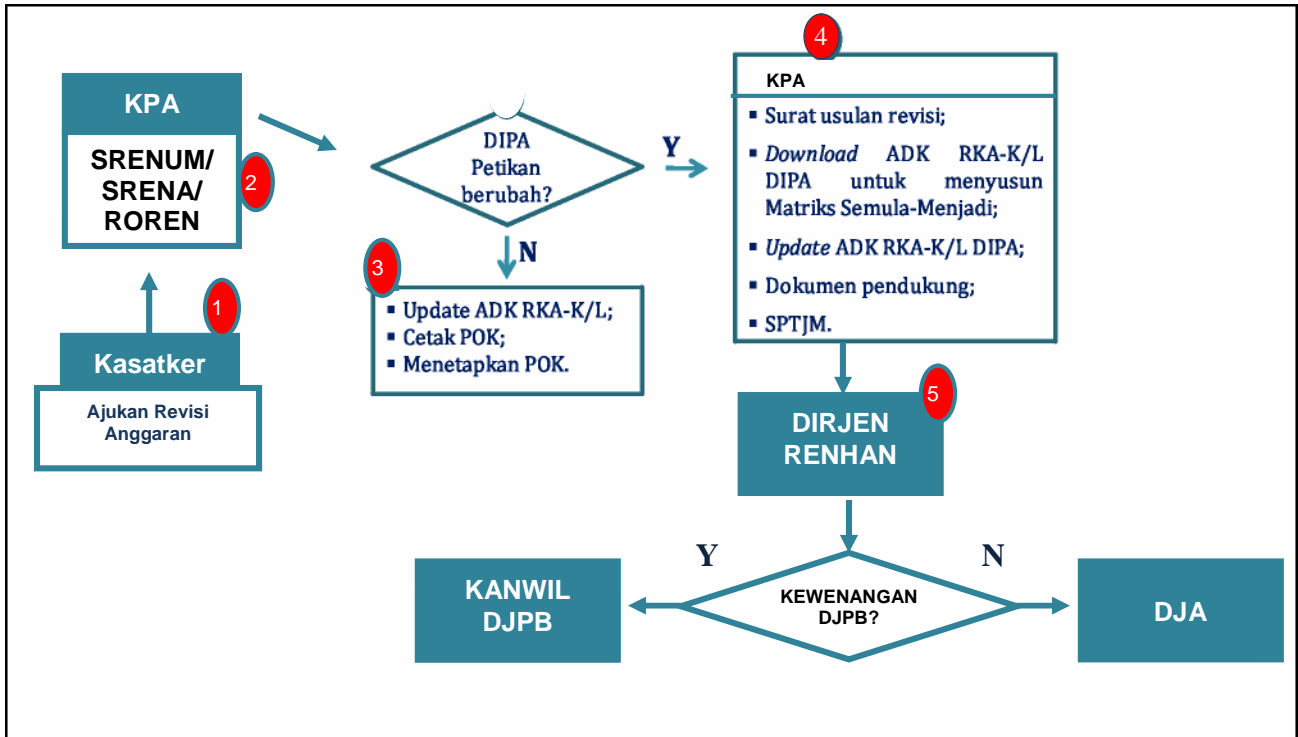 KPA
SRENUM/
SRENA/
ROREN
2
1
Kasatker
Ajukan Revisi
Anggaran
DIPA
Petikan
berubah?
Y
N
3
▪ Update ADK RKA-K/L;
▪ Cetak POK;
▪ Menetapkan POK.
4
KPA
▪ Surat usulan revisi;
▪ Download ADK RKA-K/L
DIPA untuk menyusun
Matriks Semula-Menjadi;
▪ Update ADK RKA-K/L DIPA;
▪ Dokumen pendukung;
▪ SPTJM.
5
DIRJEN
RENHAN
Y
N
KEWENANGAN
DJPB?
KANWIL
DJPB
DJA